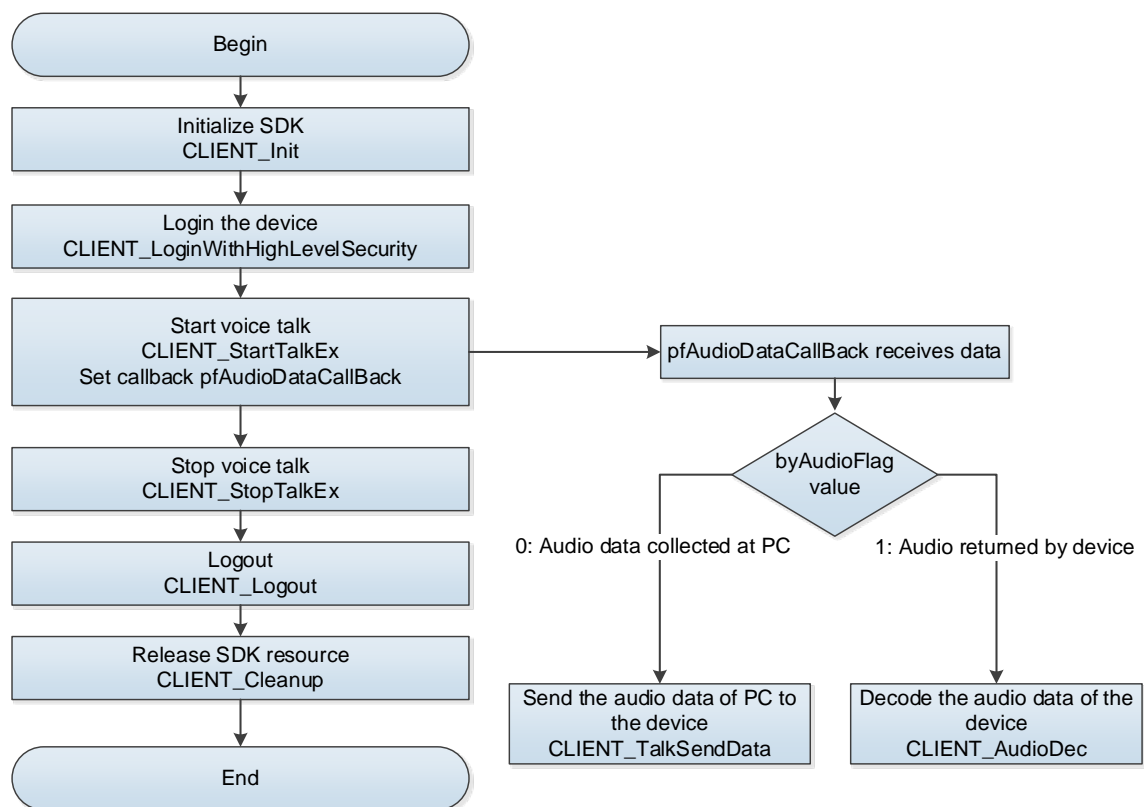 Begin
Initialize SDK
CLIENT_Init
Login the device
CLIENT_LoginWithHighLevelSecurity
Start voice talk
CLIENT_StartTalkEx
Set callback pfAudioDataCallBack
Stop voice talk
CLIENT_StopTalkEx
Logout
CLIENT_Logout
Release SDK resource
CLIENT_Cleanup
End
pfAudioDataCallBack receives data
byAudioFlag
value
0: Audio data collected at PC
1: Audio returned by device
Send the audio data of PC to
the device
CLIENT_TalkSendData
Decode the audio data of the
device
CLIENT_AudioDec